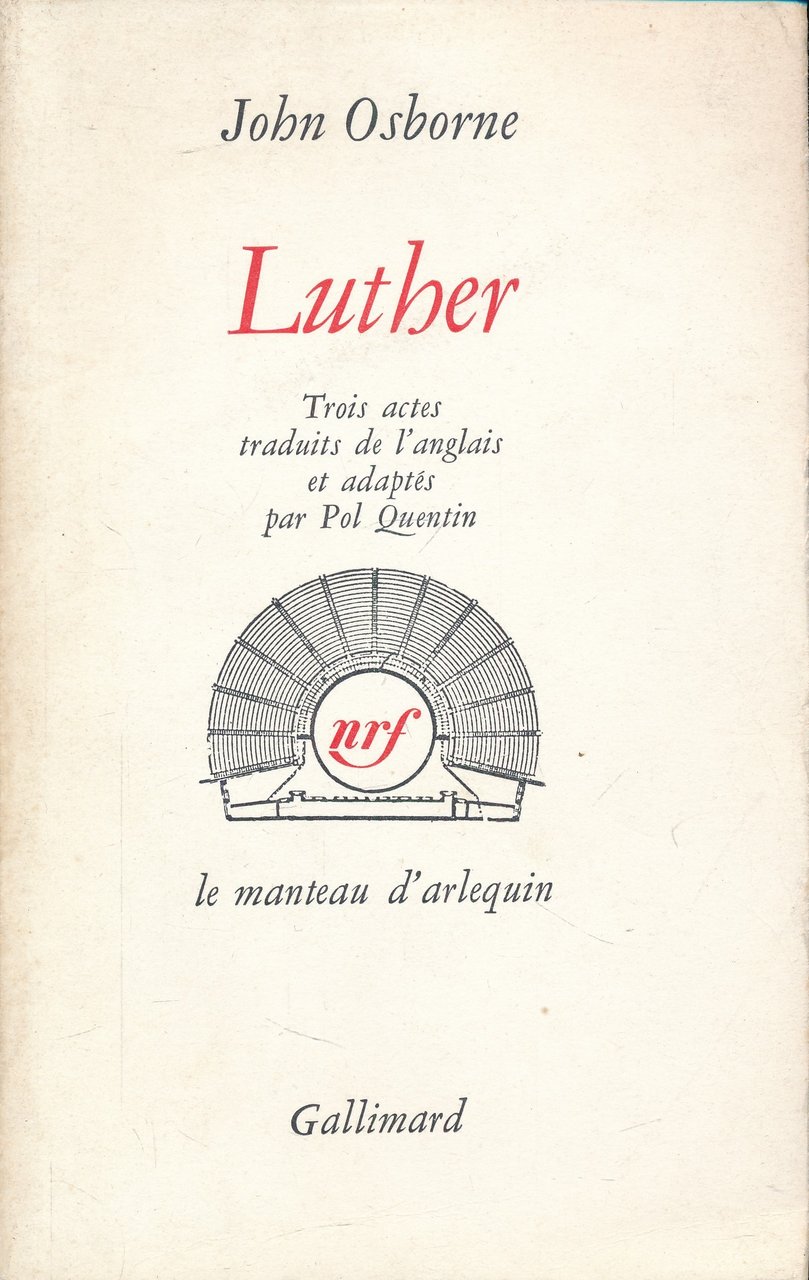 John Osborne
Luther
Trois actes
traduits de l'anglais
et adaptés
par Pol Quentin
nrf
le manteau d'arlequin
Gallimard